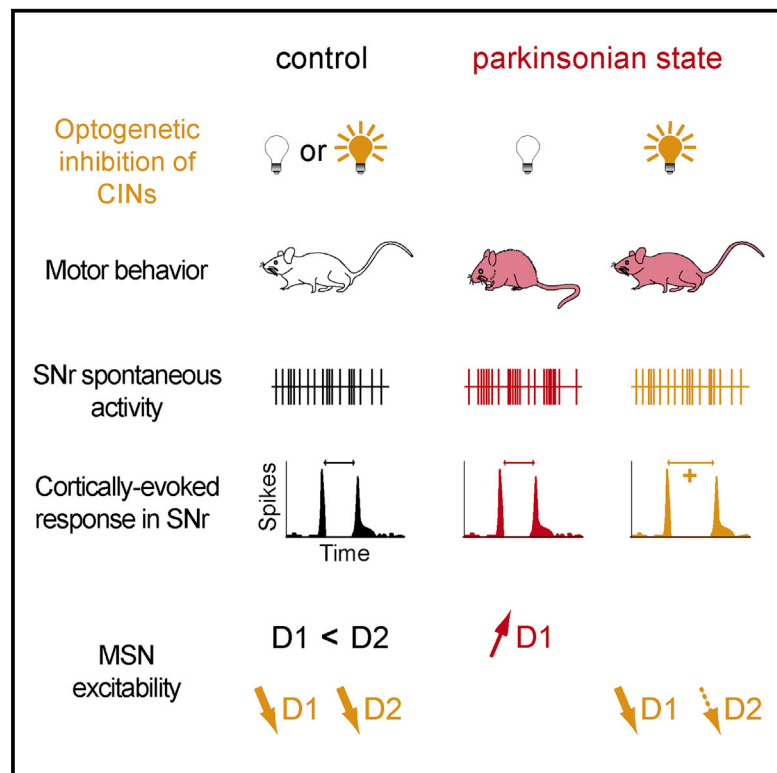 control parkinsonian state
Optogenetic
inhibition of
CINs
or
Motor behavior
SNr spontaneous
activity
Cortically-evoked
response in SNr
Spikes
Time
+
MSN
excitability
D1 < D2
D1
D1 D2
D1 D2